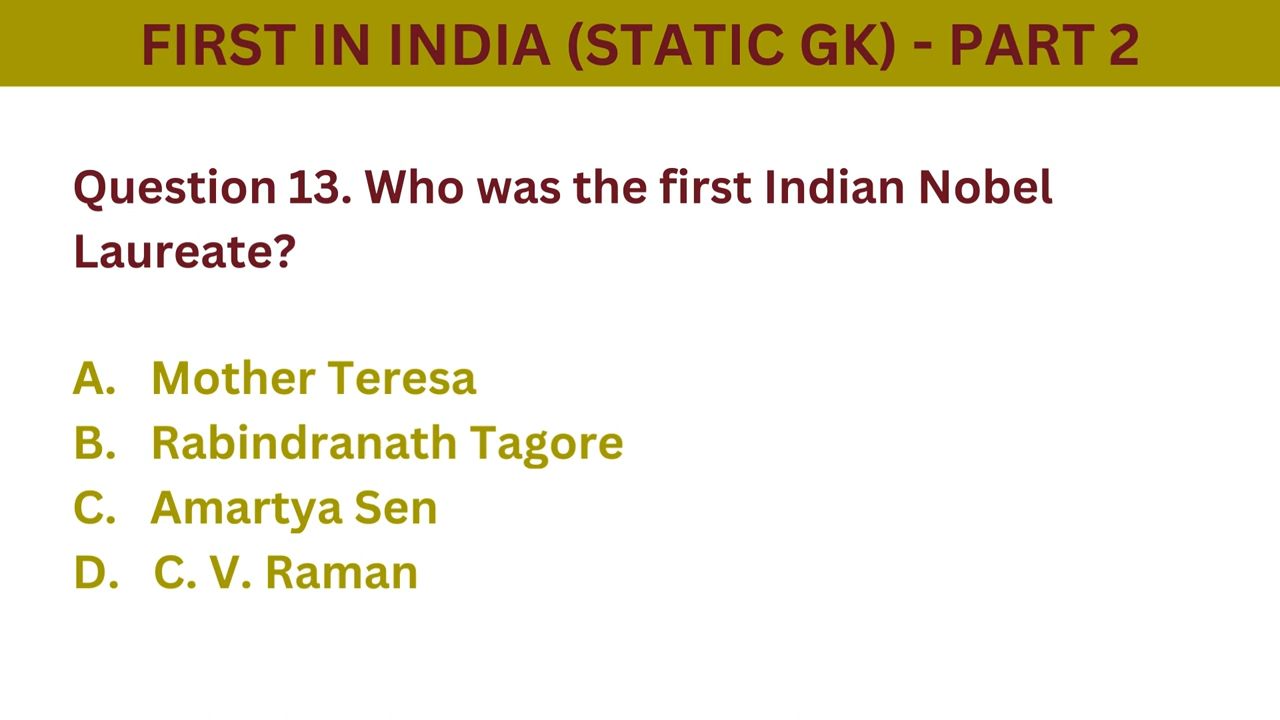 FIRST IN INDIA (STATIC GK) - PART 2
Question 13. Who was the first Indian Nobel
Laureate?
A. Mother Teresa
B. Rabindranath Tagore
C. Amartya Sen
D. C. V. Raman